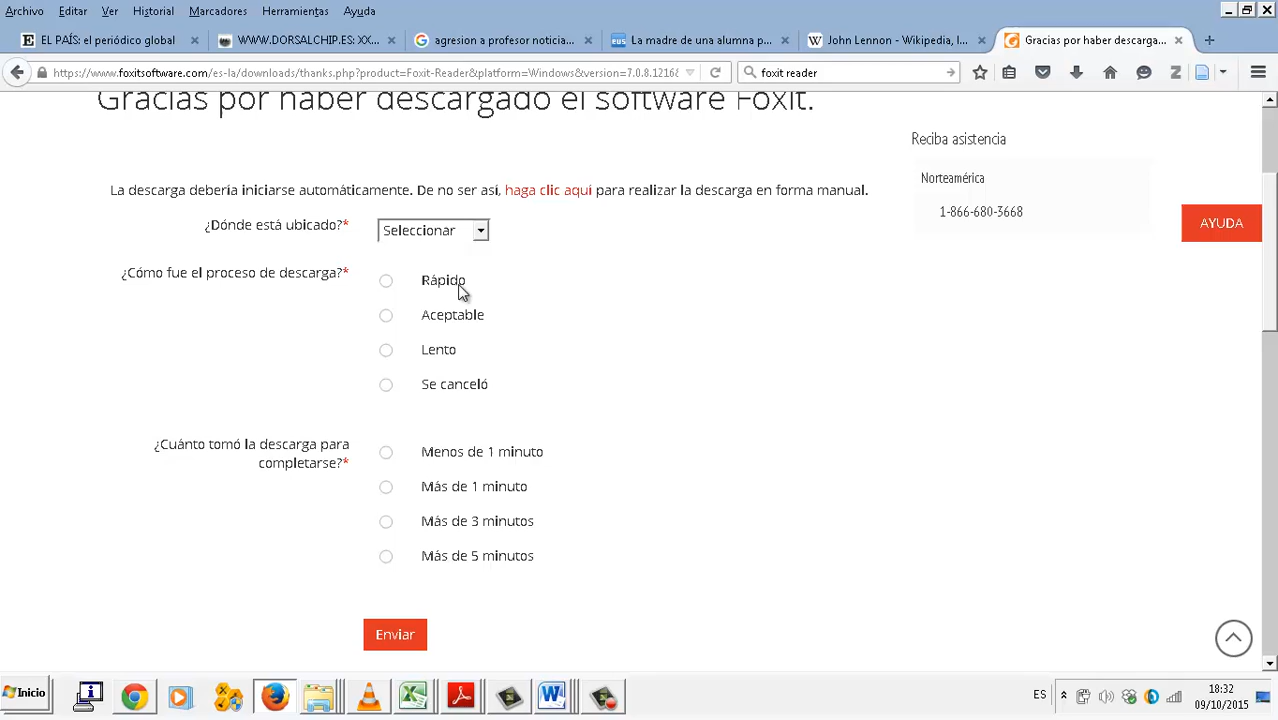 Archivo Editar Ver Historial Marcadores Herramientas Ayuda
EL PAÍS: el periódico global
WWW.DORSALCHIP.ES: XX...
agresion a profesor noticia...
eus La madre de una alumna p...
John Lennon - Wikipedia, l...
Gracias por haber descarga...
https://www.foxitsoftware.com/es-la/downloads/thanks.php?product=Foxit-Reader&platform=Windows&version=7.0.8.1216&
foxit reader
Gracias por haber descargado el software Foxit.
Reciba asistencia
Norteamérica
1-866-680-3668
AYUDA
La descarga debería iniciarse automáticamente. De no ser así, haga clic aquí para realizar la descarga en forma manual.
¿Dónde está ubicado?* Seleccionar
¿Cómo fue el proceso de descarga?* Rápido
Aceptable
Lento
Se canceló
¿Cuánto tomó la descarga para
completarse?*
Menos de 1 minuto
Más de 1 minuto
Más de 3 minutos
Más de 5 minutos
Enviar
Inicio
ES
18:32
09/10/2015